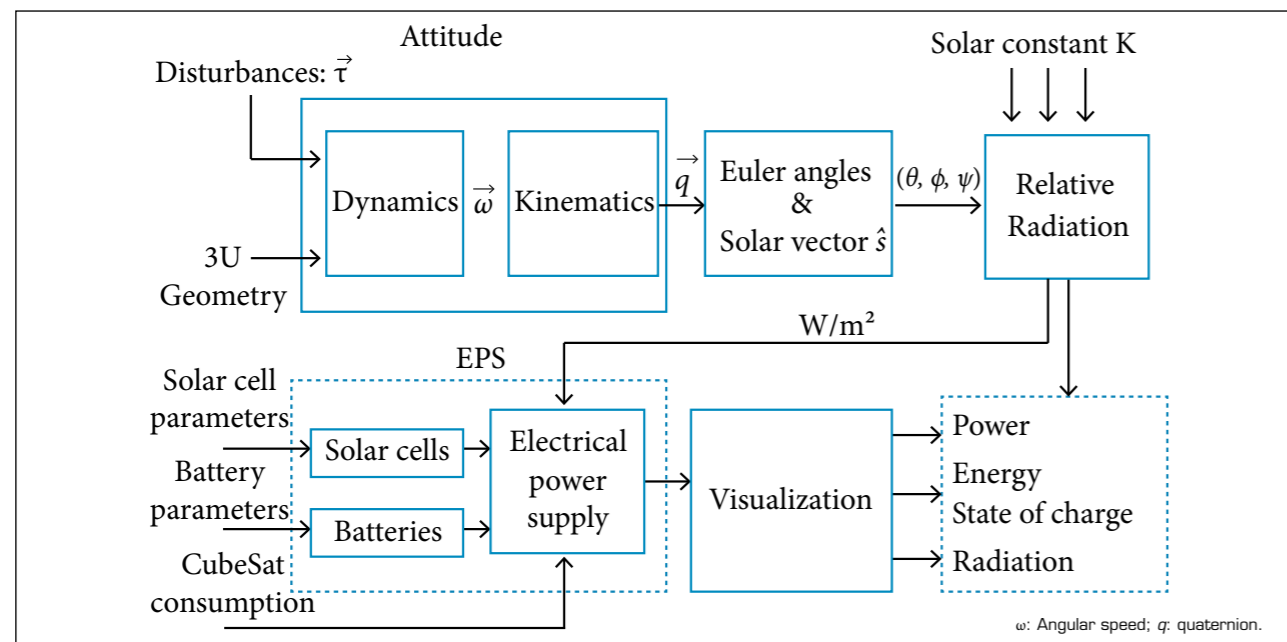 Attitude
Solar constant K
Disturbances: τ⃗
Dynamics
ω⃗
Kinematics
q⃗
Euler angles
&
Solar vector ŝ
(θ, ϕ, ψ)
Relative
Radiation
3U
Geometry
W/m²
EPS
Solar cell
parameters
Solar cells
Battery
parameters
Batteries
CubeSat
consumption
Electrical
power
supply
Visualization
Power
Energy
State of charge
Radiation
ω: Angular speed; q: quaternion.